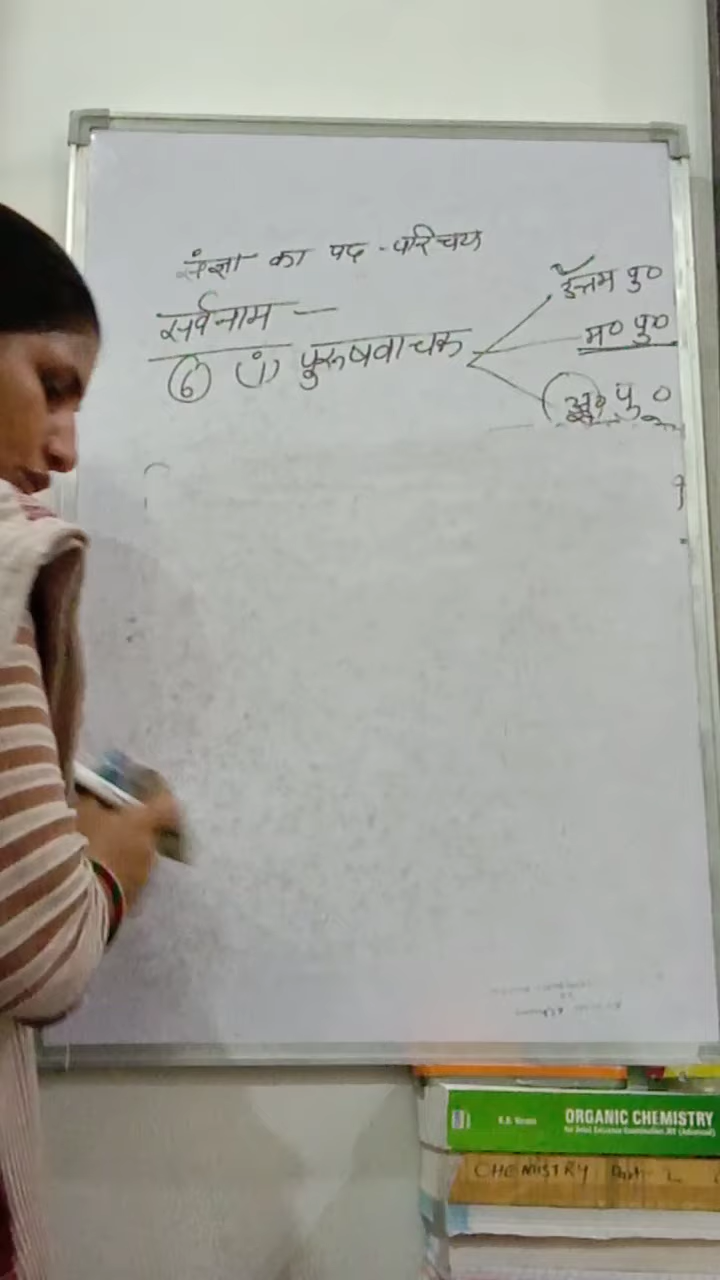 संज्ञा का पद - परिचय
सर्वनाम —
⑥ (i) पुरुषवाचक
उत्तम पु०
म० पु०
अ० पु०
ORGANIC CHEMISTRY
CHEMISTRY Part